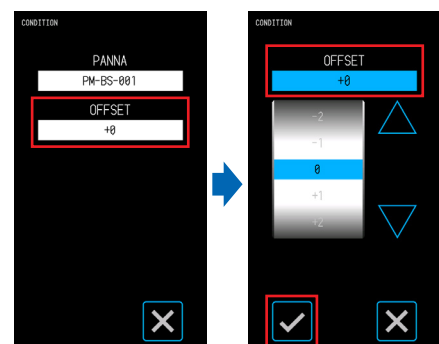 CONDITION
PANNA
PM-BS-001
OFFSET
+0
CONDITION
OFFSET
+0
-2
-1
0
+1
+2